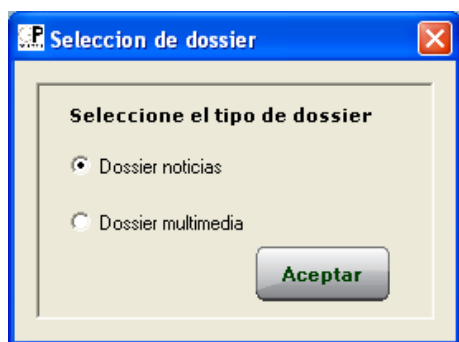 Seleccion de dossier
Seleccione el tipo de dossier
Dossier noticias
Dossier multimedia
Aceptar